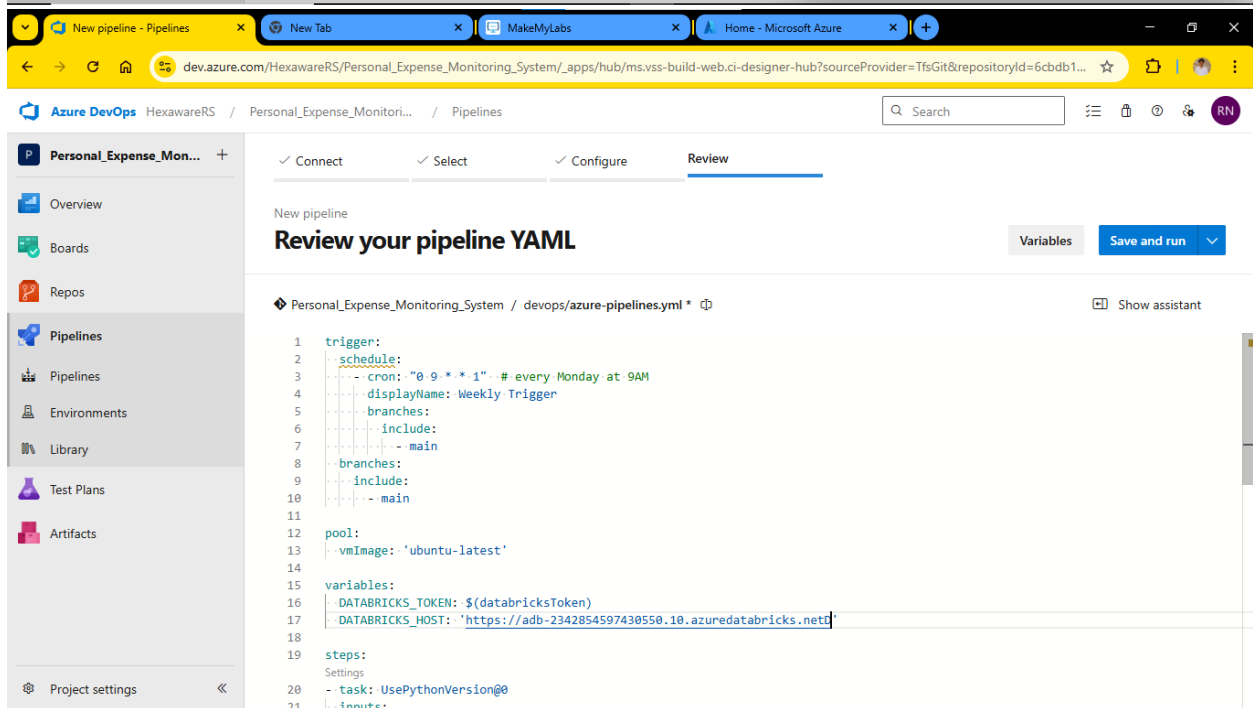 New pipeline - Pipelines
New Tab
MakeMyLabs
Home - Microsoft Azure
dev.azure.com/HexawareRS/Personal_Expense_Monitoring_System/_apps/hub/ms.vss-build-web.ci-designer-hub?sourceProvider=TfsGit&repositoryId=6cbdb1...
Azure DevOps HexawareRS / Personal_Expense_Monitori... / Pipelines
Search
RN
P Personal_Expense_Mon...
Overview
Boards
Repos
Pipelines
Pipelines
Environments
Library
Test Plans
Artifacts
Project settings
Connect
Select
Configure
Review
New pipeline
Review your pipeline YAML
Variables
Save and run
Personal_Expense_Monitoring_System / devops/azure-pipelines.yml *
Show assistant
1 trigger:
2   schedule:
3     - cron: "0 9 * * 1"  # every Monday at 9AM
4       displayName: Weekly Trigger
5       branches:
6         include:
7           - main
8   branches:
9     include:
10       - main
11
12 pool:
13   vmImage: 'ubuntu-latest'
14
15 variables:
16   DATABRICKS_TOKEN: $(databricksToken)
17   DATABRICKS_HOST: 'https://adb-2342854597430550.10.azuredatabricks.netD'
18
19 steps:
Settings
20 - task: UsePythonVersion@0
21   inputs: